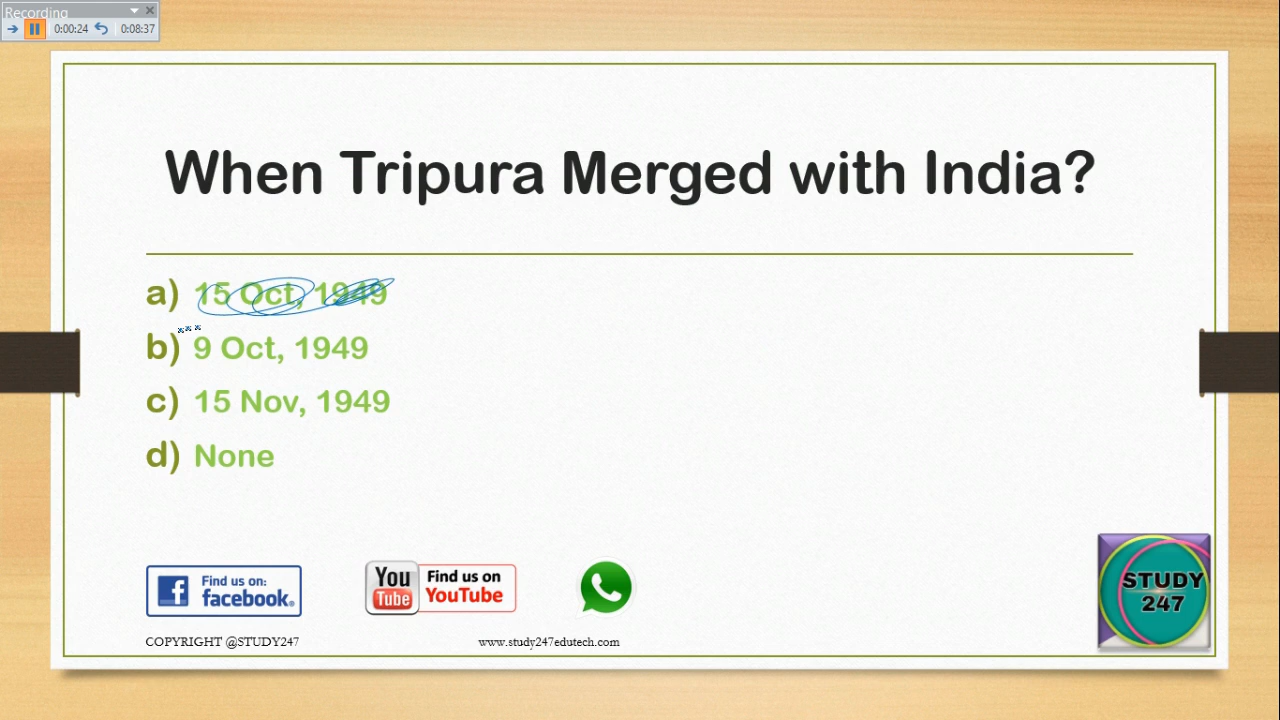 Recording
0:00:24 0:08:37
When Tripura Merged with India?
a) 15 Oct, 1949
b) 9 Oct, 1949
c) 15 Nov, 1949
d) None
Find us on: facebook.
You Tube Find us on YouTube
STUDY 247
COPYRIGHT @STUDY247 www.study247edutech.com